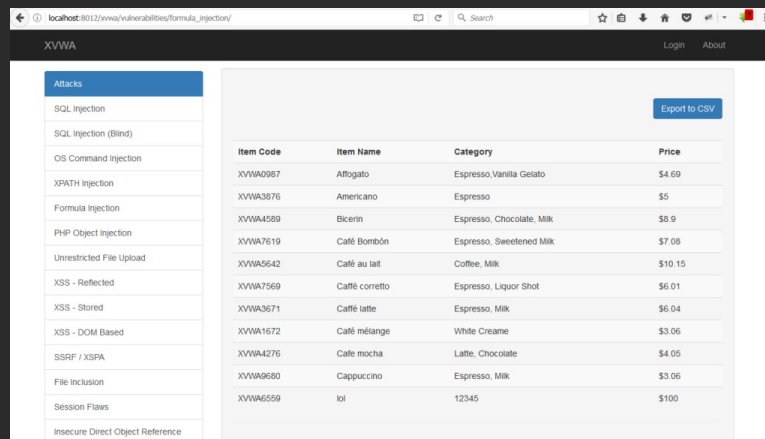 localhost:8012/xvwa/vulnerabilities/formula_injection/
Search
XVWA
Login About
Attacks
SQL Injection
SQL Injection (Blind)
OS Command Injection
XPATH Injection
Formula Injection
PHP Object Injection
Unrestricted File Upload
XSS - Reflected
XSS - Stored
XSS - DOM Based
SSRF / XSPA
File Inclusion
Session Flaws
Insecure Direct Object Reference
Export to CSV
Item Code Item Name Category Price
XVWA0987 Affogato Espresso,Vanilla Gelato $4.69
XVWA3876 Americano Espresso $5
XVWA4589 Bicerin Espresso, Chocolate, Milk $8.9
XVWA7619 Café Bombón Espresso, Sweetened Milk $7.08
XVWA5642 Café au lait Coffee, Milk $10.15
XVWA7569 Caffé corretto Espresso, Liquor Shot $6.01
XVWA3671 Caffé latte Espresso, Milk $6.04
XVWA1672 Café mélange White Creame $3.06
XVWA4276 Cafe mocha Latte, Chocolate $4.05
XVWA9680 Cappuccino Espresso, Milk $3.06
XVWA6559 lol 12345 $100